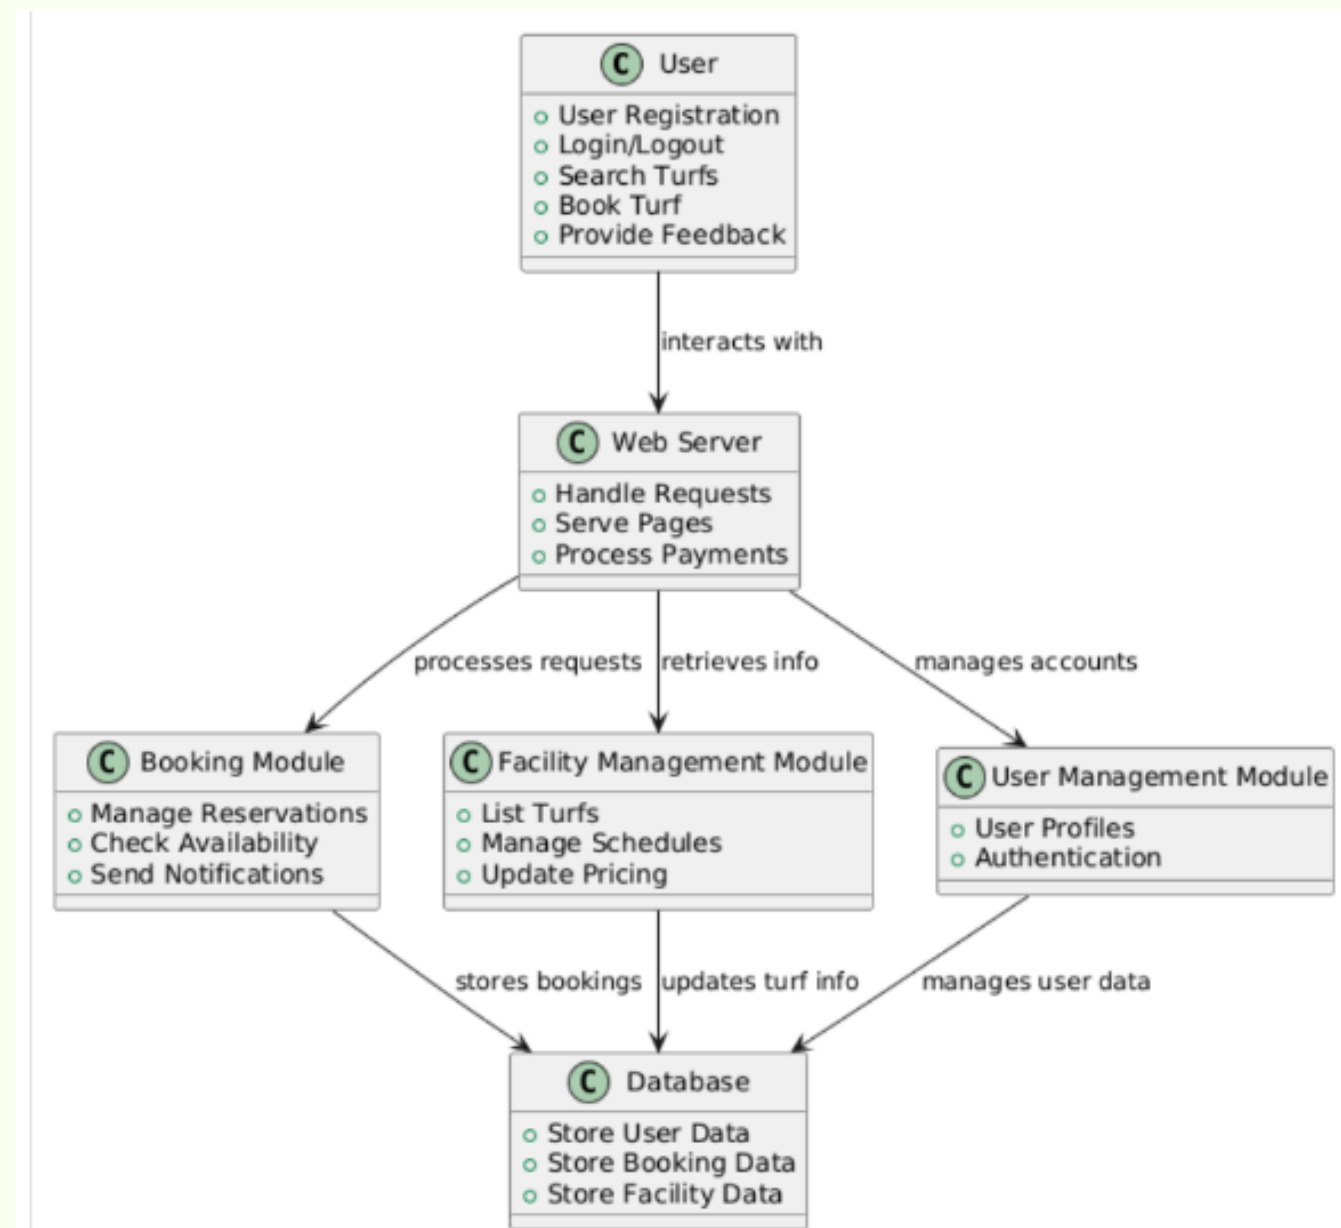 C User
User Registration
Login/Logout
Search Turfs
Book Turf
Provide Feedback
interacts with
C Web Server
Handle Requests
Serve Pages
Process Payments
processes requests
retrieves info
manages accounts
C Booking Module
Manage Reservations
Check Availability
Send Notifications
C Facility Management Module
List Turfs
Manage Schedules
Update Pricing
C User Management Module
User Profiles
Authentication
stores bookings
updates turf info
manages user data
C Database
Store User Data
Store Booking Data
Store Facility Data